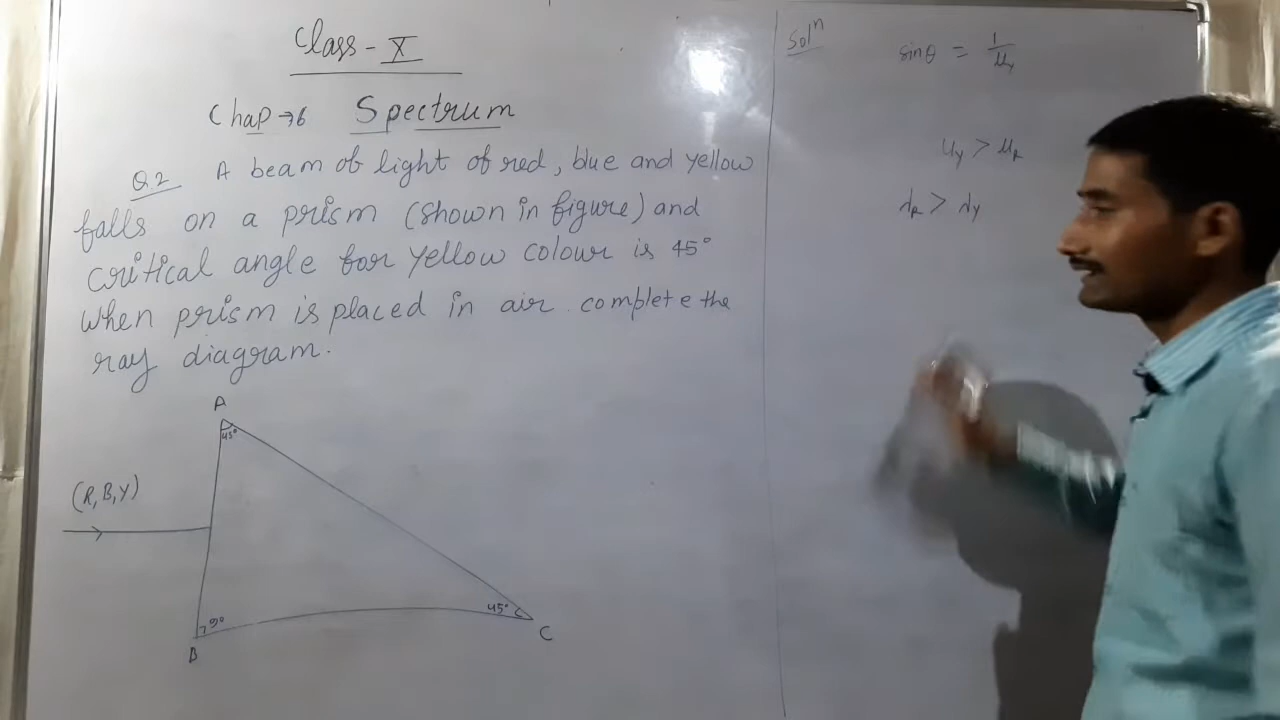 Class - X
Chap → 6 Spectrum
Q.2 A beam of light of red, blue and yellow
falls on a prism (shown in figure) and
critical angle for yellow colour is 45°
when prism is placed in air. complete the
ray diagram.
A
45°
(R, B, Y)
90°
B
45°
C
Solⁿ
sinθ = 1/μY
μY > μR
λR > λY